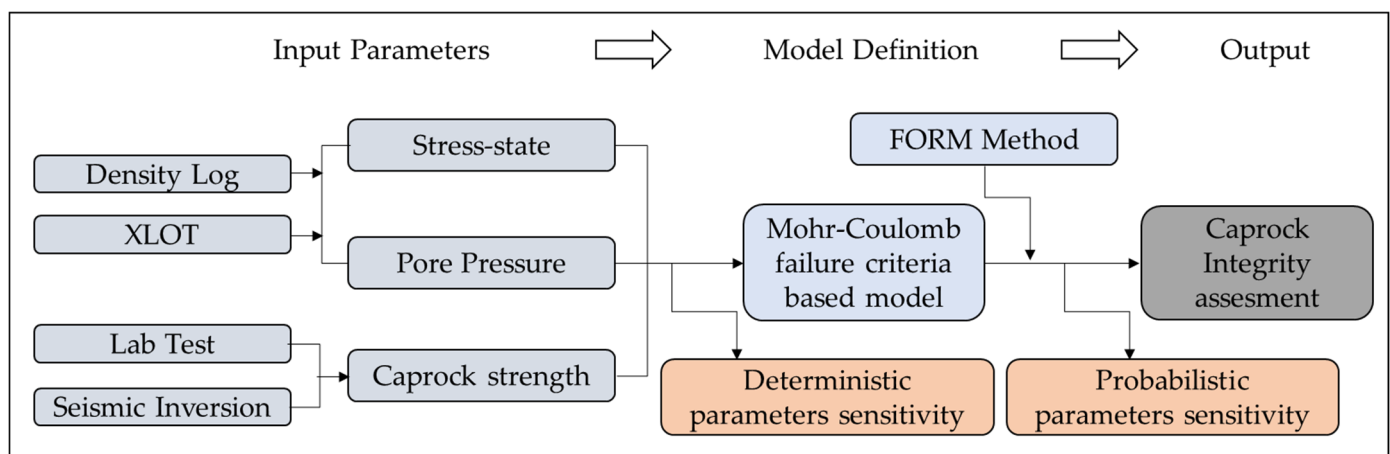 Input Parameters
Model Definition
Output
Density Log
XLOT
Lab Test
Seismic Inversion
Stress-state
Pore Pressure
Caprock strength
FORM Method
Mohr-Coulomb
failure criteria
based model
Deterministic
parameters sensitivity
Probabilistic
parameters sensitivity
Caprock
Integrity
assesment